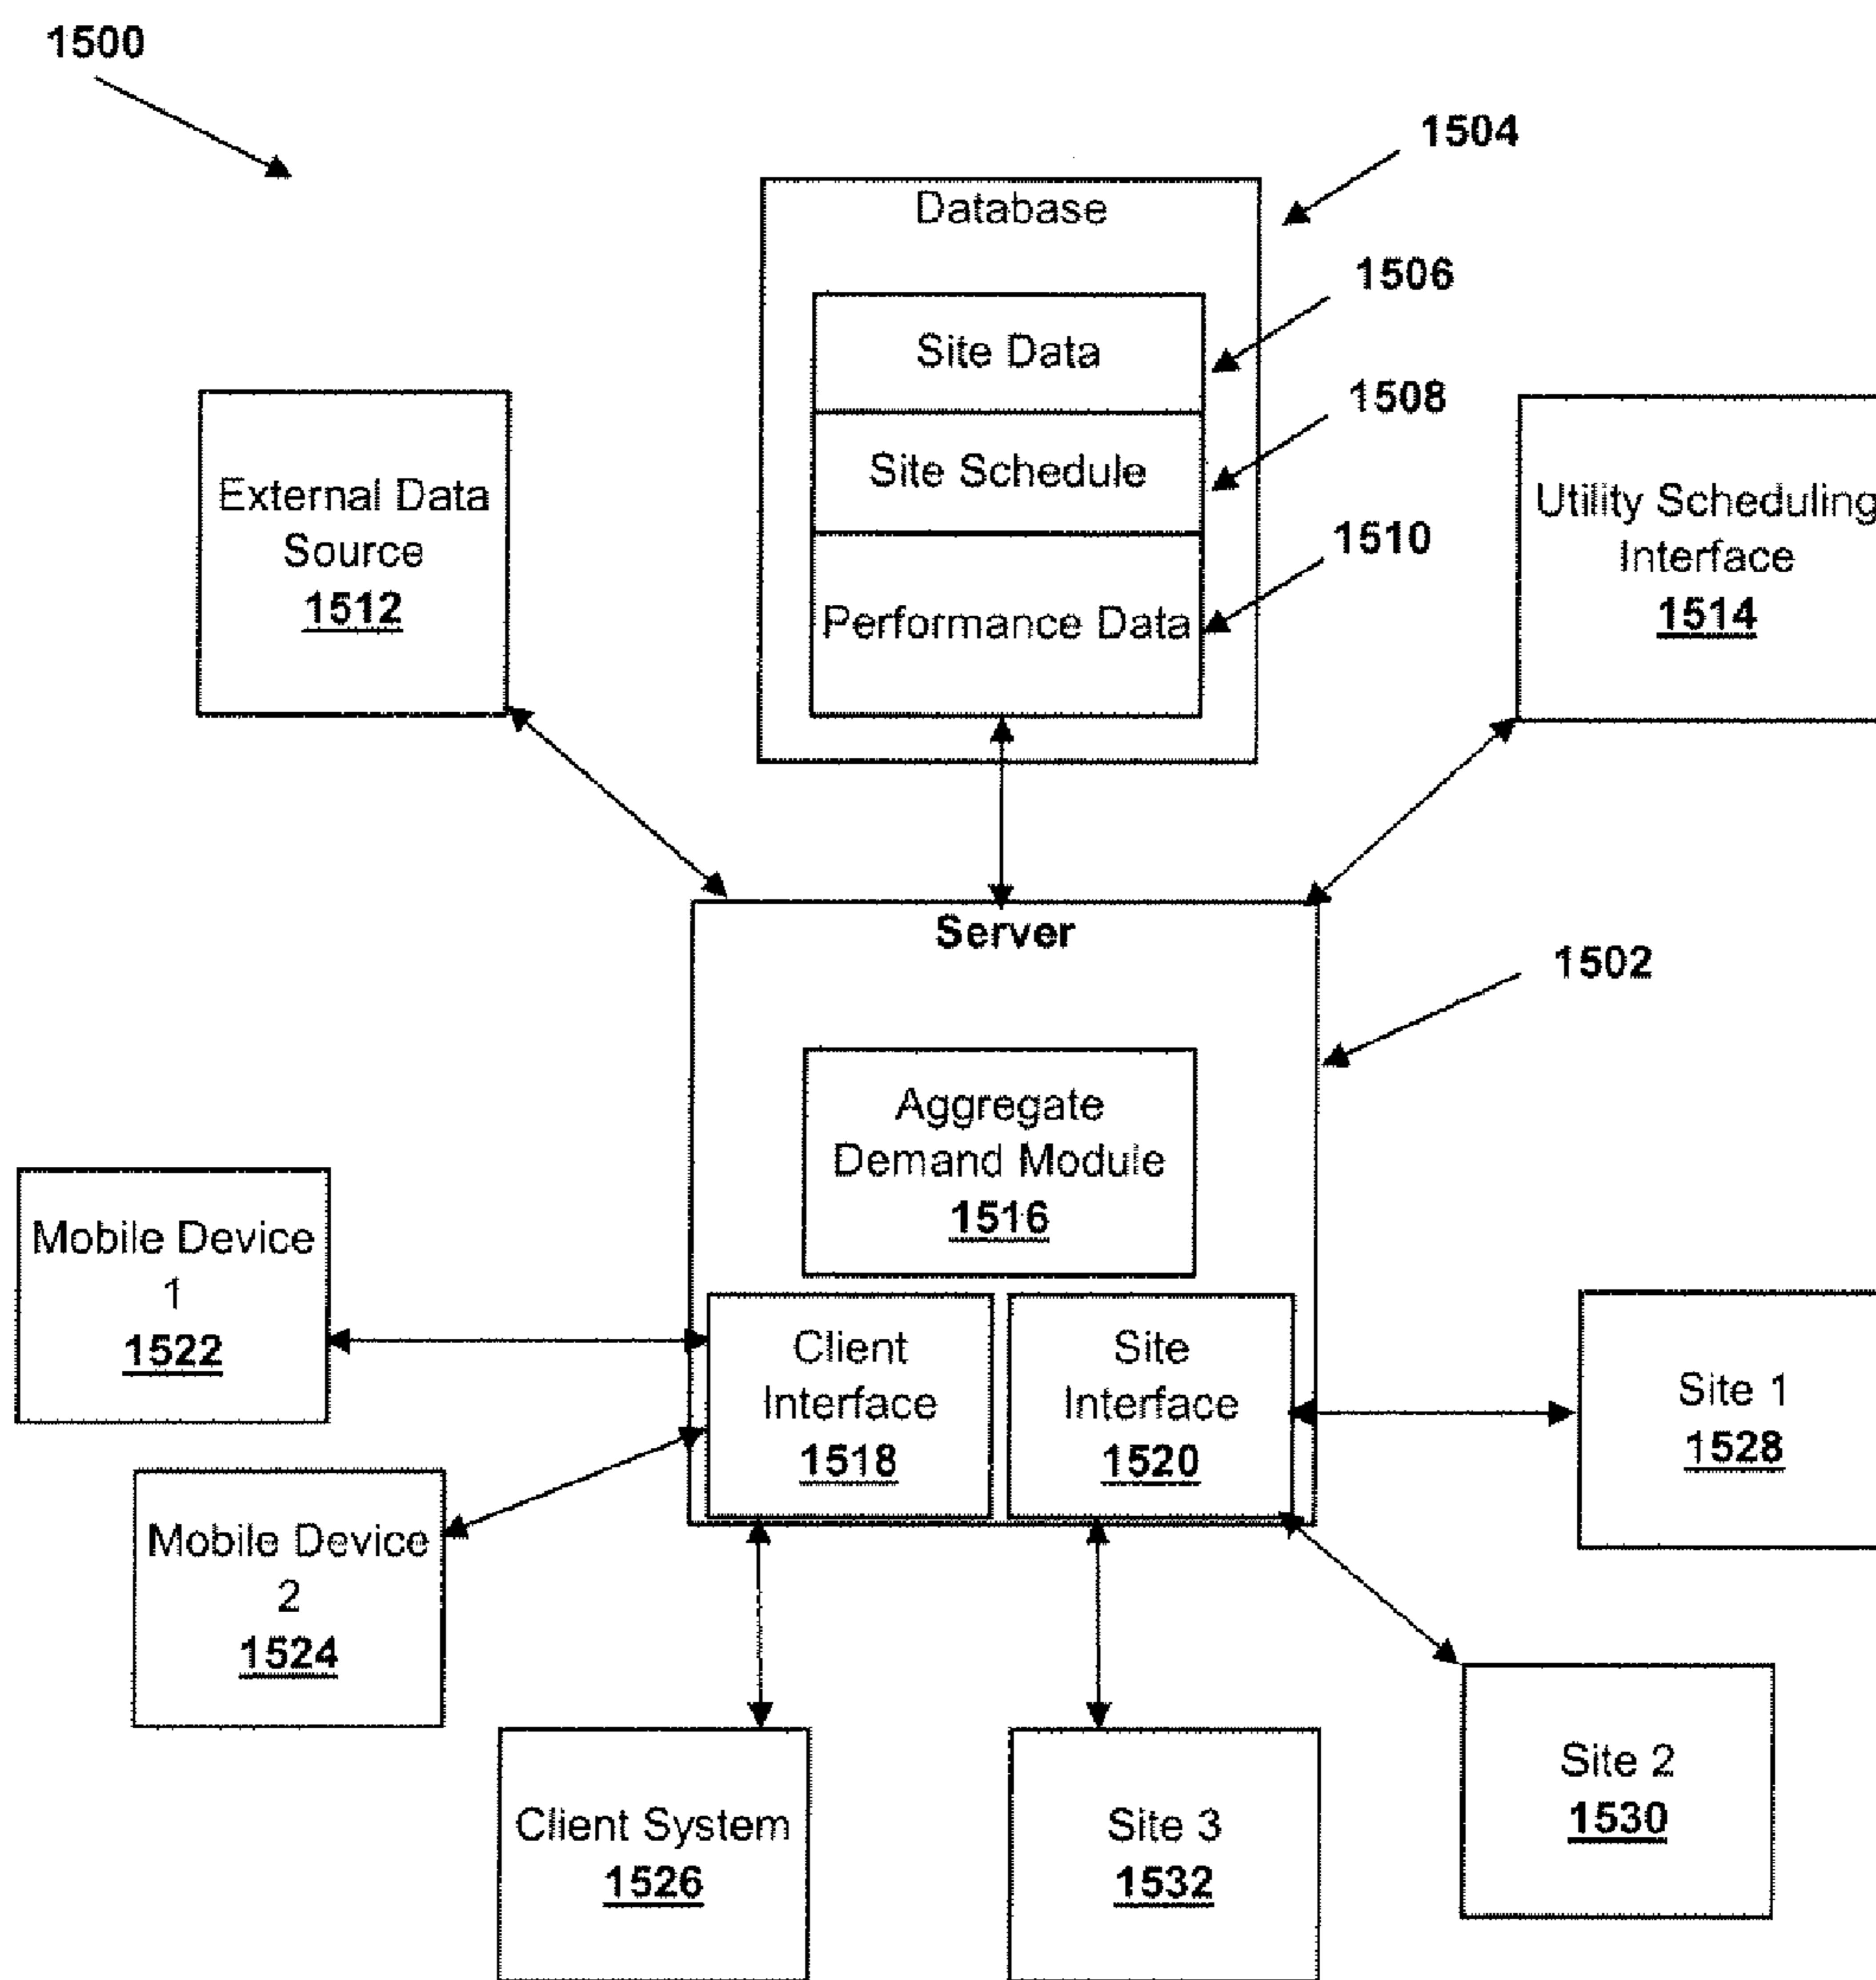 1500
1504
Database
1506
Site Data
1508
Site Schedule
1510
Performance Data
External Data
Source
1512
Utility Scheduling
Interface
1514
Server
1502
Aggregate
Demand Module
1516
Mobile Device
1
1522
Client
Interface
1518
Site
Interface
1520
Site 1
1528
Mobile Device
2
1524
Client System
1526
Site 3
1532
Site 2
1530